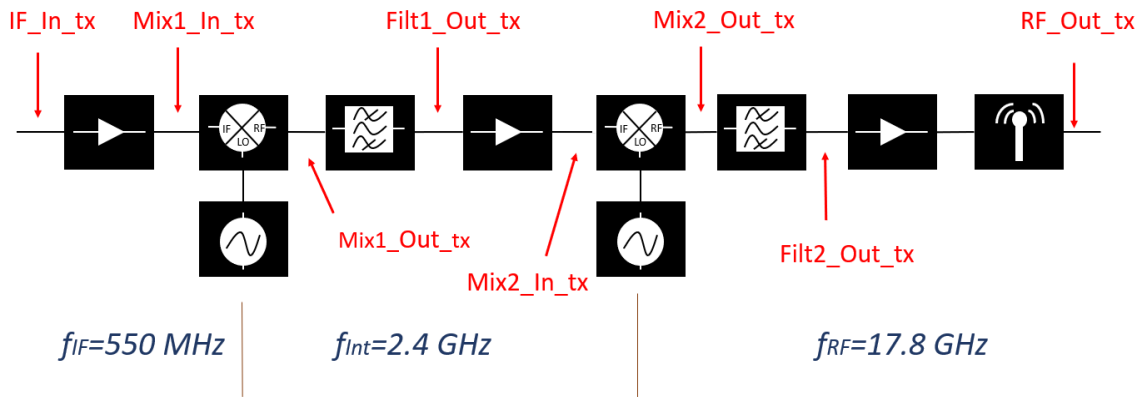 IF_In_tx
Mix1_In_tx
Filt1_Out_tx
Mix2_Out_tx
RF_Out_tx
IF RF
LO
IF RF
LO
Mix1_Out_tx
Mix2_In_tx
Filt2_Out_tx
fIF=550 MHz
fInt=2.4 GHz
fRF=17.8 GHz